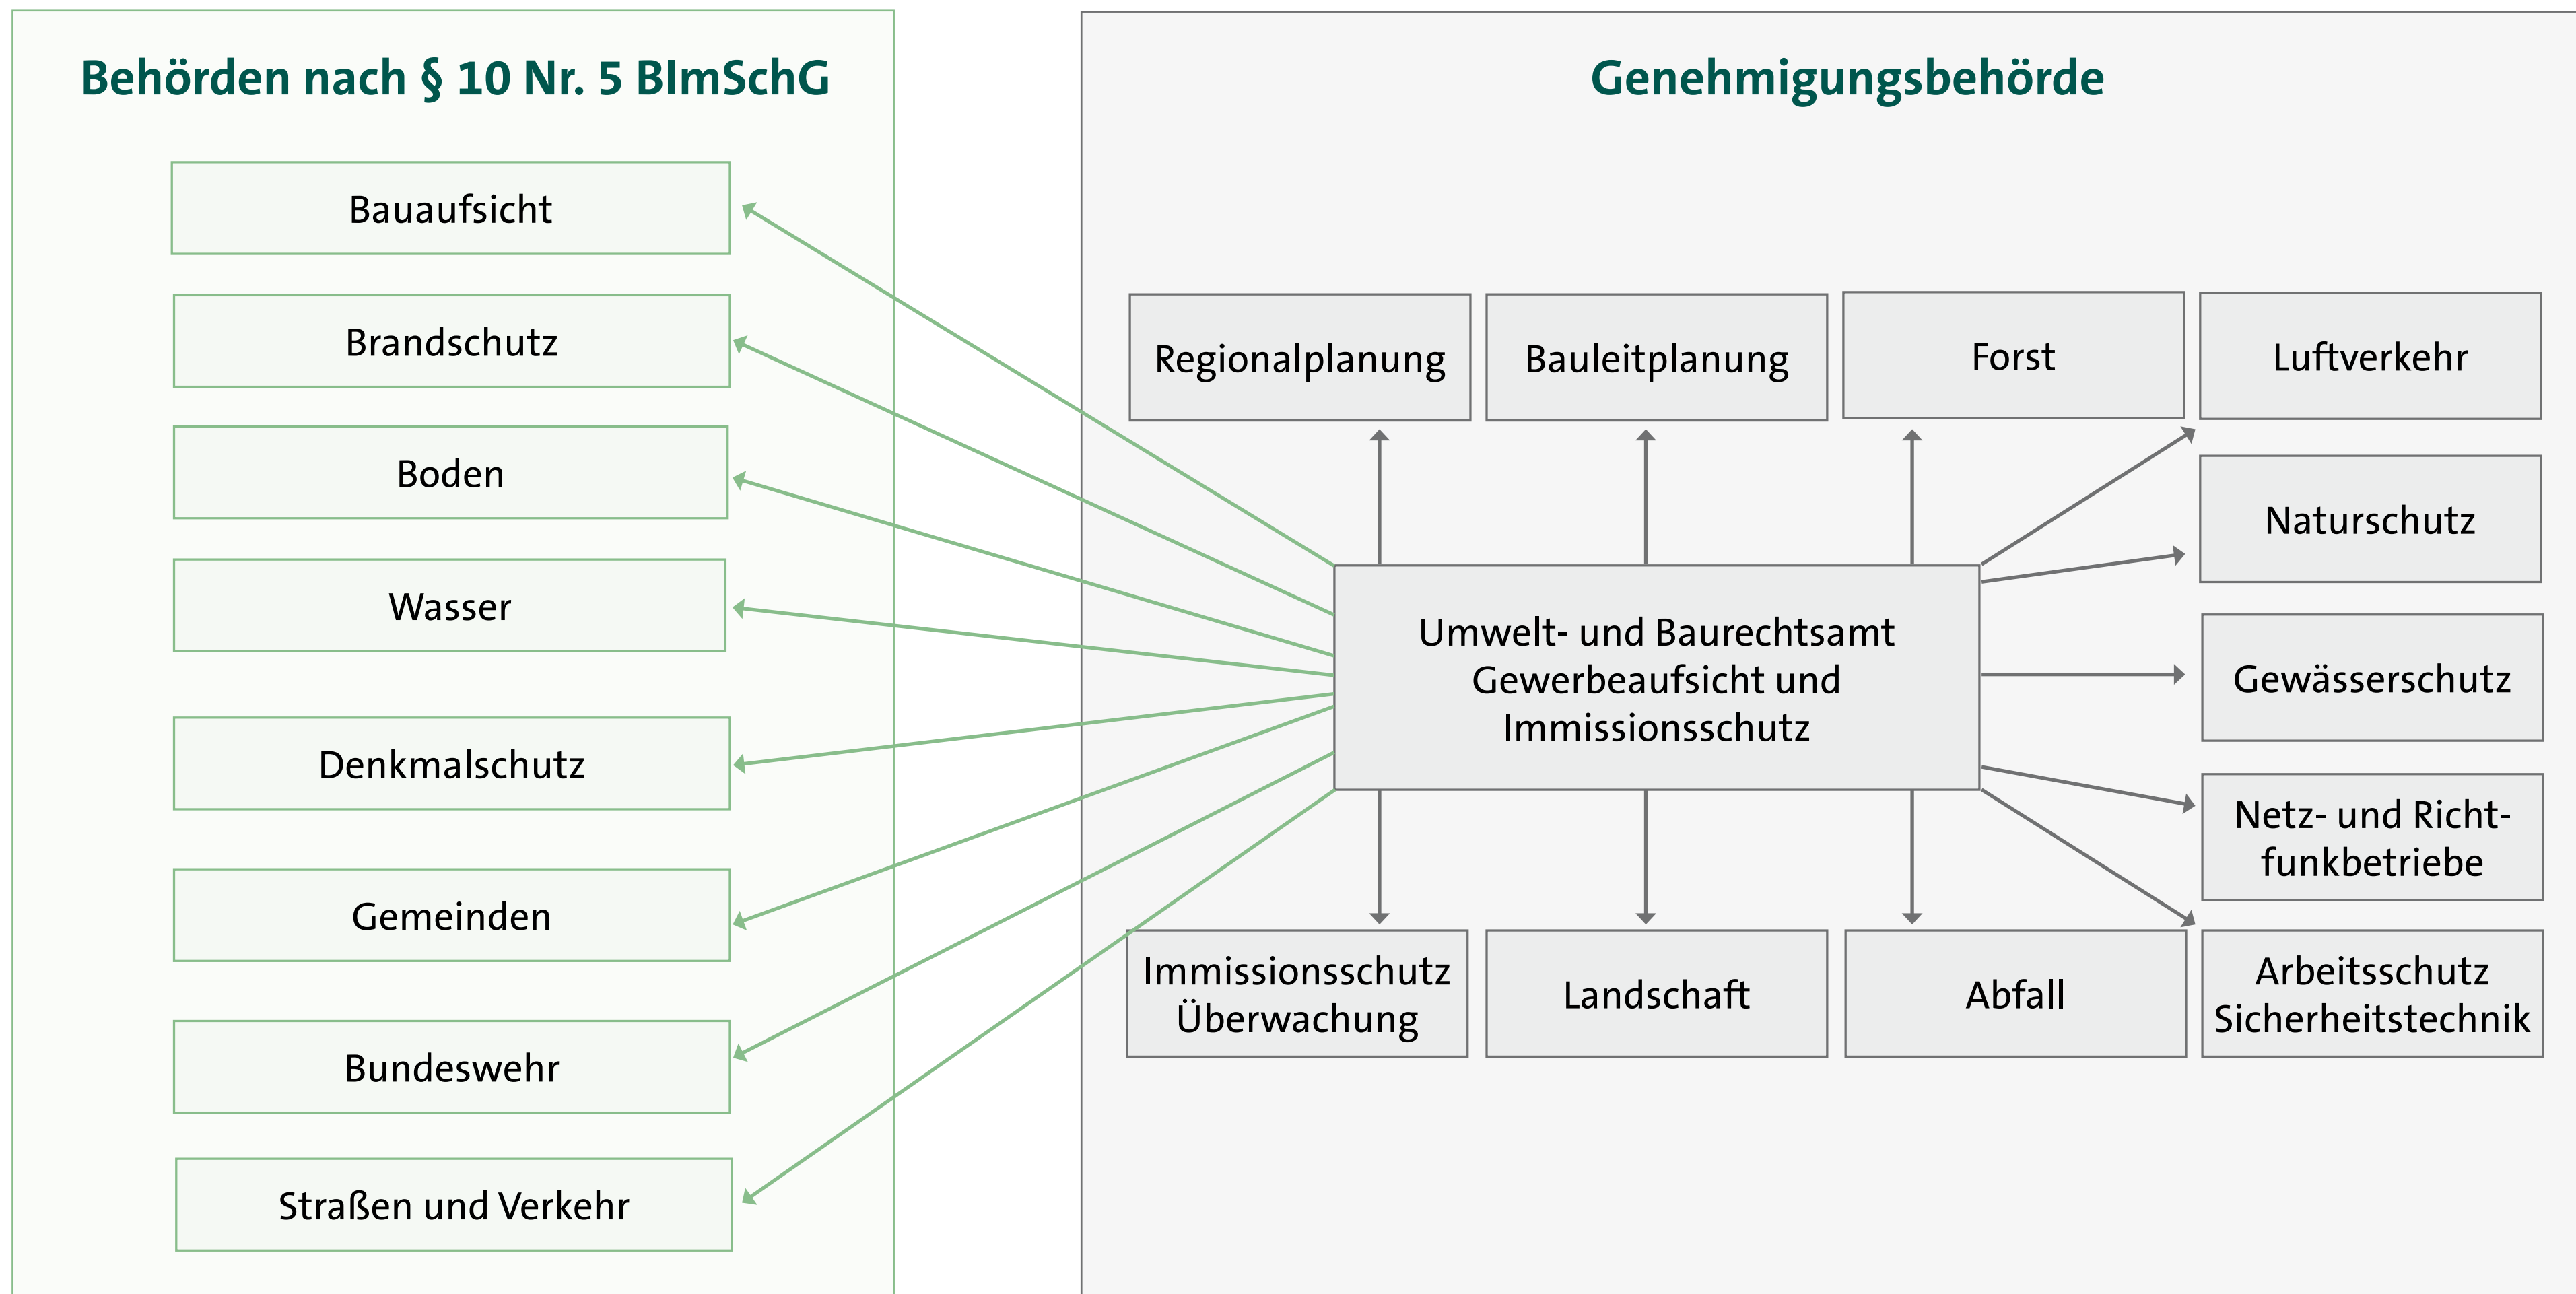 Behörden nach § 10 Nr. 5 BImSchG
Bauaufsicht
Brandschutz
Boden
Wasser
Denkmalschutz
Gemeinden
Bundeswehr
Straßen und Verkehr
Genehmigungsbehörde
Regionalplanung
Bauleitplanung
Forst
Luftverkehr
Naturschutz
Gewässerschutz
Netz- und Richt-
funkbetriebe
Arbeitsschutz
Sicherheitstechnik
Umwelt- und Baurechtsamt
Gewerbeaufsicht und
Immissionsschutz
Immissionsschutz
Überwachung
Landschaft
Abfall